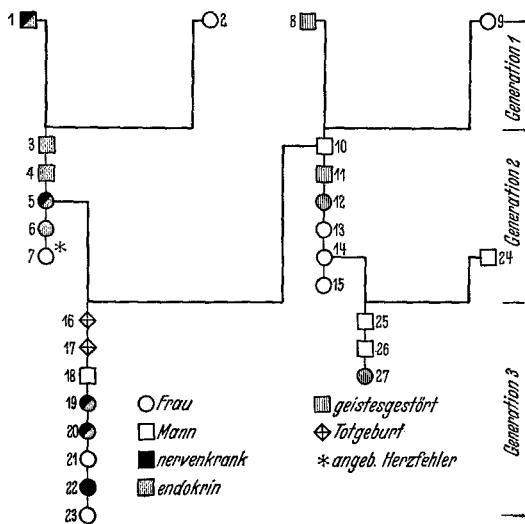 1
2
8
9
Generation 1
3
4
5
6
7 *
10
11
12
13
14
15
24
Generation 2
16
17
18
19
20
21
22
23
25
26
27
Generation 3
Frau
Mann
nervenkrank
endokrin
geistesgestört
Totgeburt
* angeb. Herzfehler